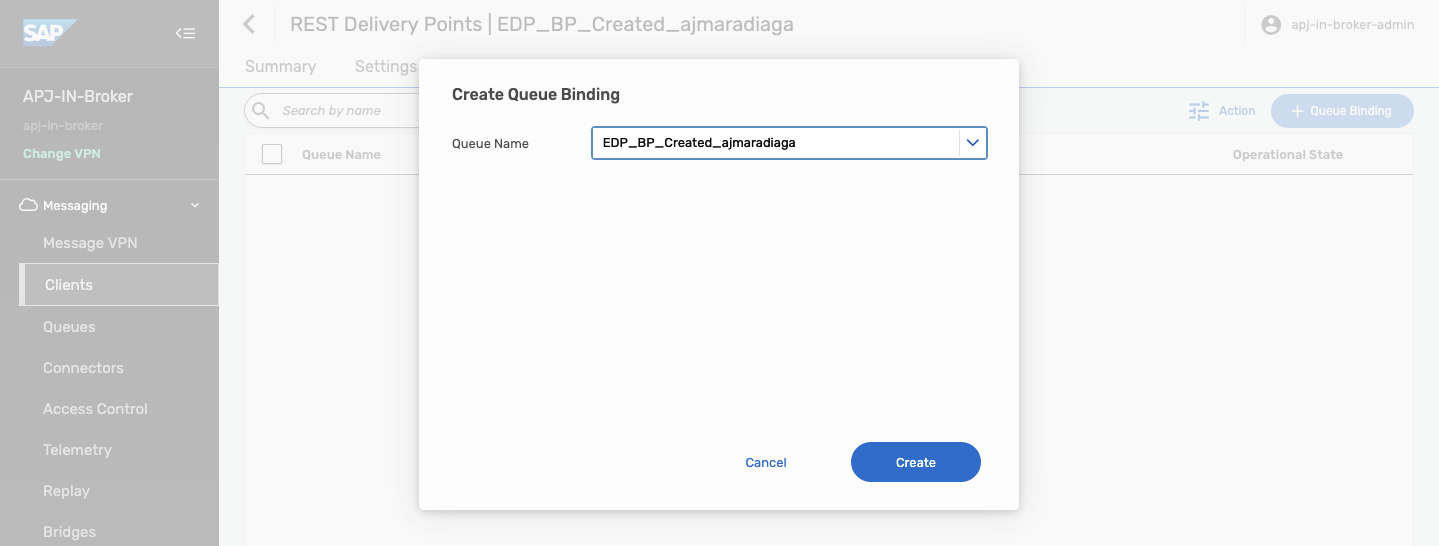 SAP
APJ-IN-Broker
apj-in-broker
Change VPN
Messaging
Message VPN
Clients
Queues
Connectors
Access Control
Telemetry
Replay
Bridges
REST Delivery Points | EDP_BP_Created_ajmaradiaga
apj-in-broker-admin
Summary
Settings
Search by name
Action
Queue Binding
Queue Name
Operational State
Create Queue Binding
Queue Name
EDP_BP_Created_ajmaradiaga
Cancel
Create